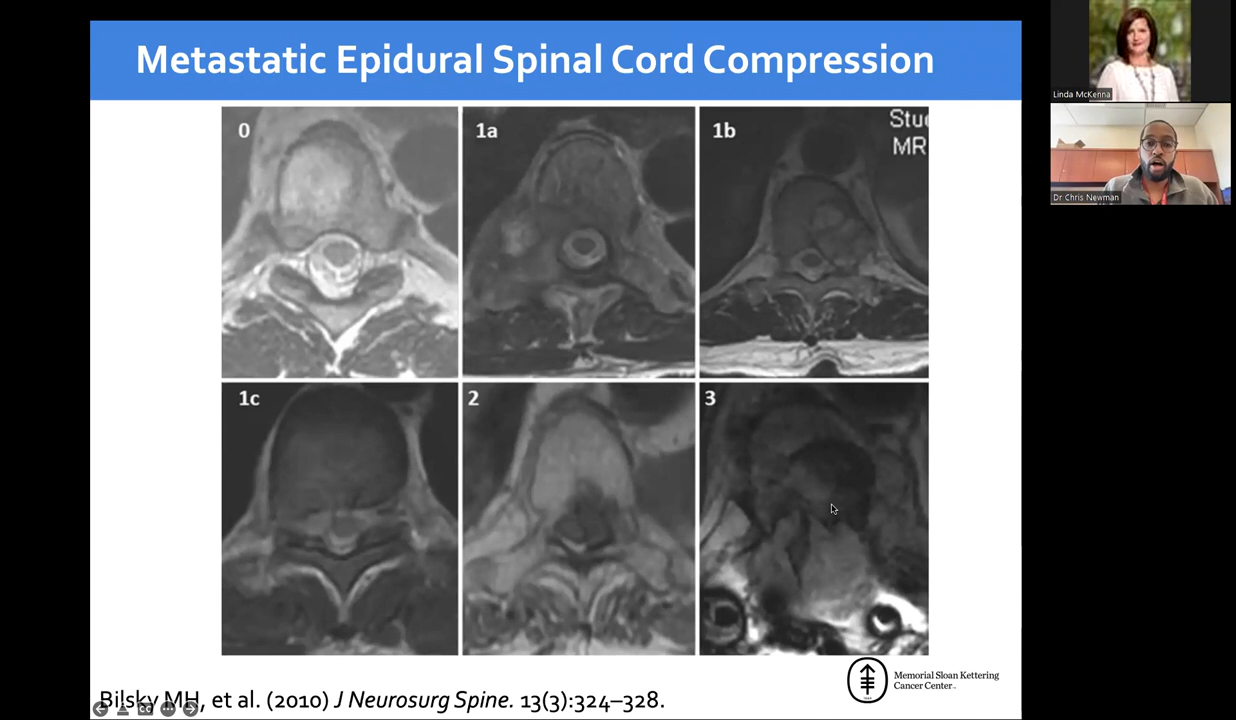 Metastatic Epidural Spinal Cord Compression
0
1a
1b
Stu
MR
1c
2
3
Bilsky MH, et al. (2010) J Neurosurg Spine. 13(3):324–328.
Memorial Sloan Kettering
Cancer Center
Linda McKenna
Dr Chris Newman